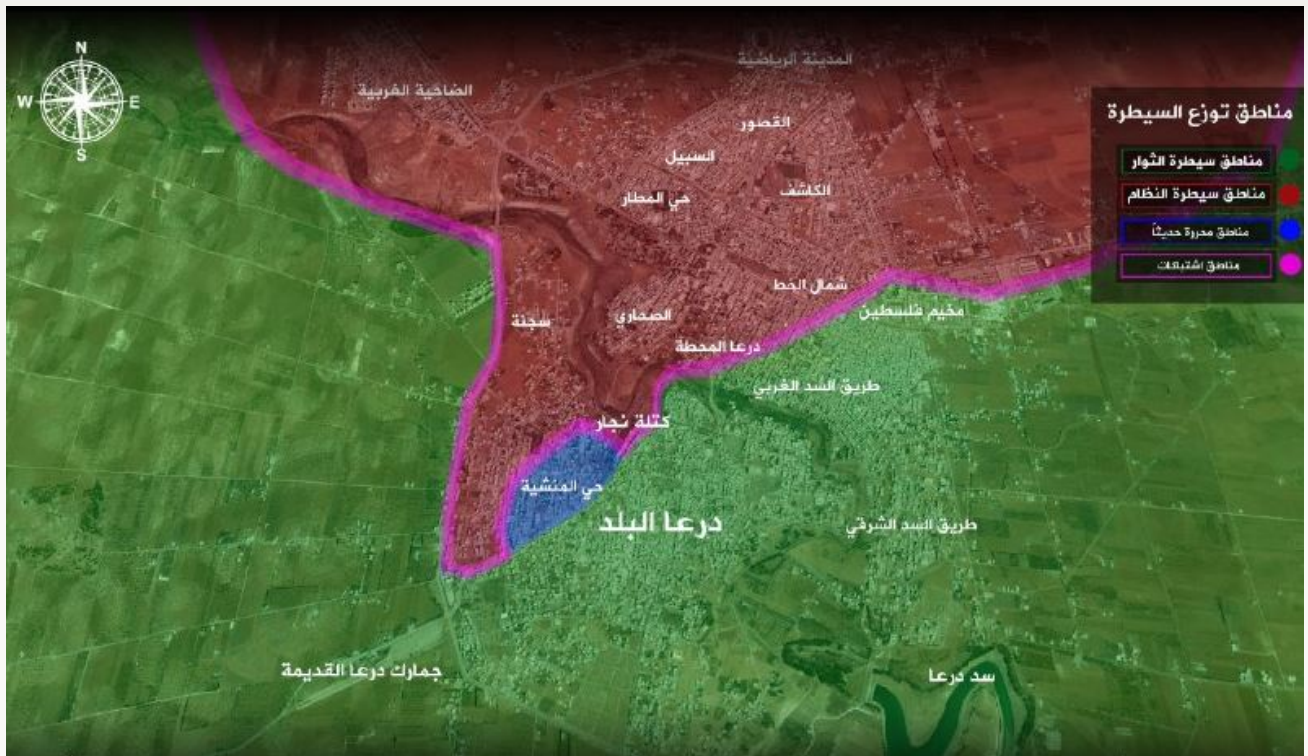 N
W
E
S
المدينة الرياضية
الضاحية الغربية
القصور
السبيل
الكاشف
حي المطار
شمال الخط
الصحاري
سجنة
درعا المحطة
مخيم فلسطين
طريق السد الغربي
كتلة نجار
حي المنشية
درعا البلد
طريق السد الشرقي
جمارك درعا القديمة
سد درعا
مناطق توزع السيطرة
مناطق سيطرة الثوار
مناطق سيطرة النظام
مناطق محررة حديثاً
مناطق اشتباكات